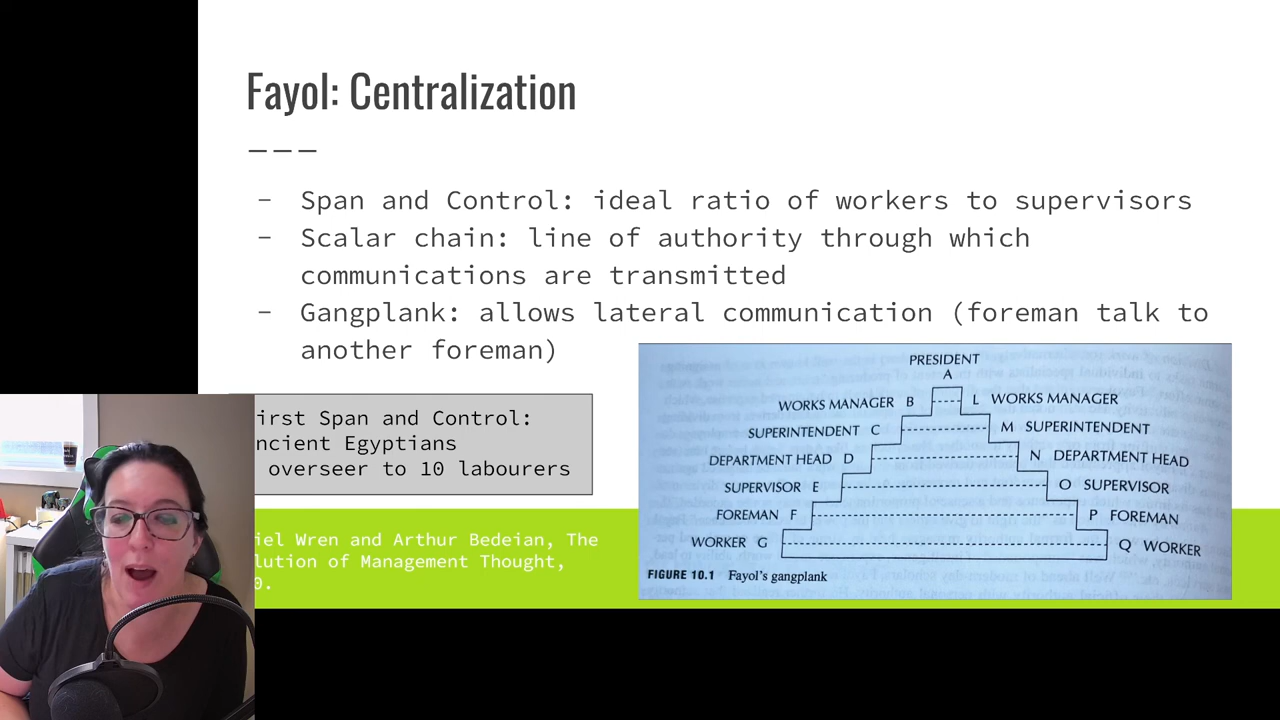 Fayol: Centralization
———
- Span and Control: ideal ratio of workers to supervisors
- Scalar chain: line of authority through which
communications are transmitted
- Gangplank: allows lateral communication (foreman talk to
another foreman)
PRESIDENT
A
WORKS MANAGER B L WORKS MANAGER
SUPERINTENDENT C M SUPERINTENDENT
DEPARTMENT HEAD D N DEPARTMENT HEAD
SUPERVISOR E O SUPERVISOR
FOREMAN F P FOREMAN
WORKER G Q WORKER
FIGURE 10.1 Fayol's gangplank
irst Span and Control:
ncient Egyptians
overseer to 10 labourers
iel Wren and Arthur Bedeian, The
lution of Management Thought,
0.